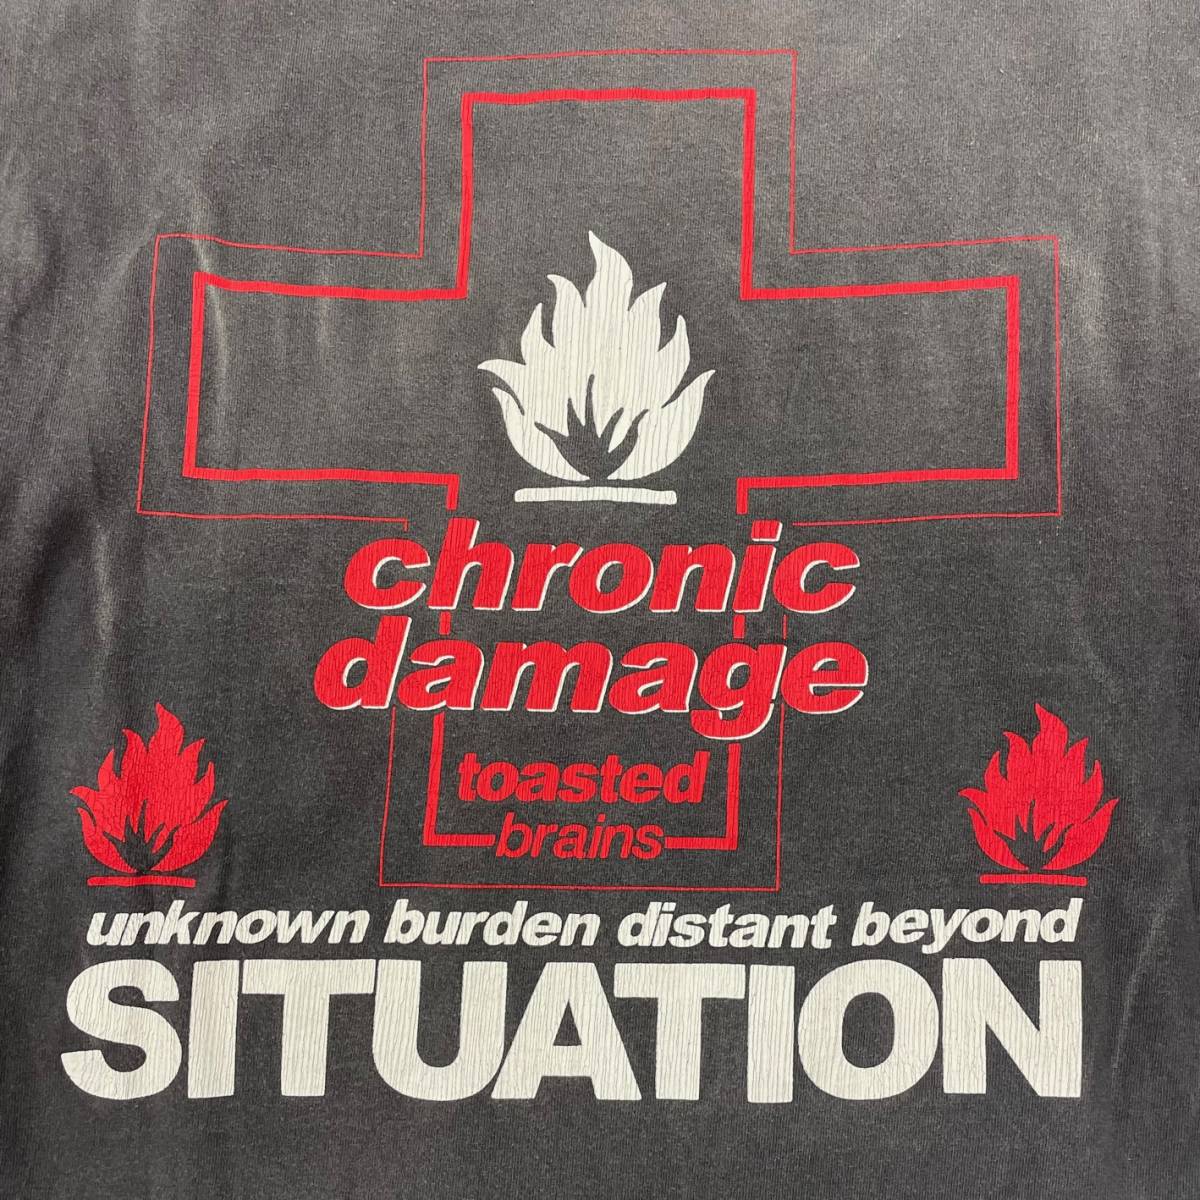 chronic
damage
toasted
brains
unknown burden distant beyond
SITUATION